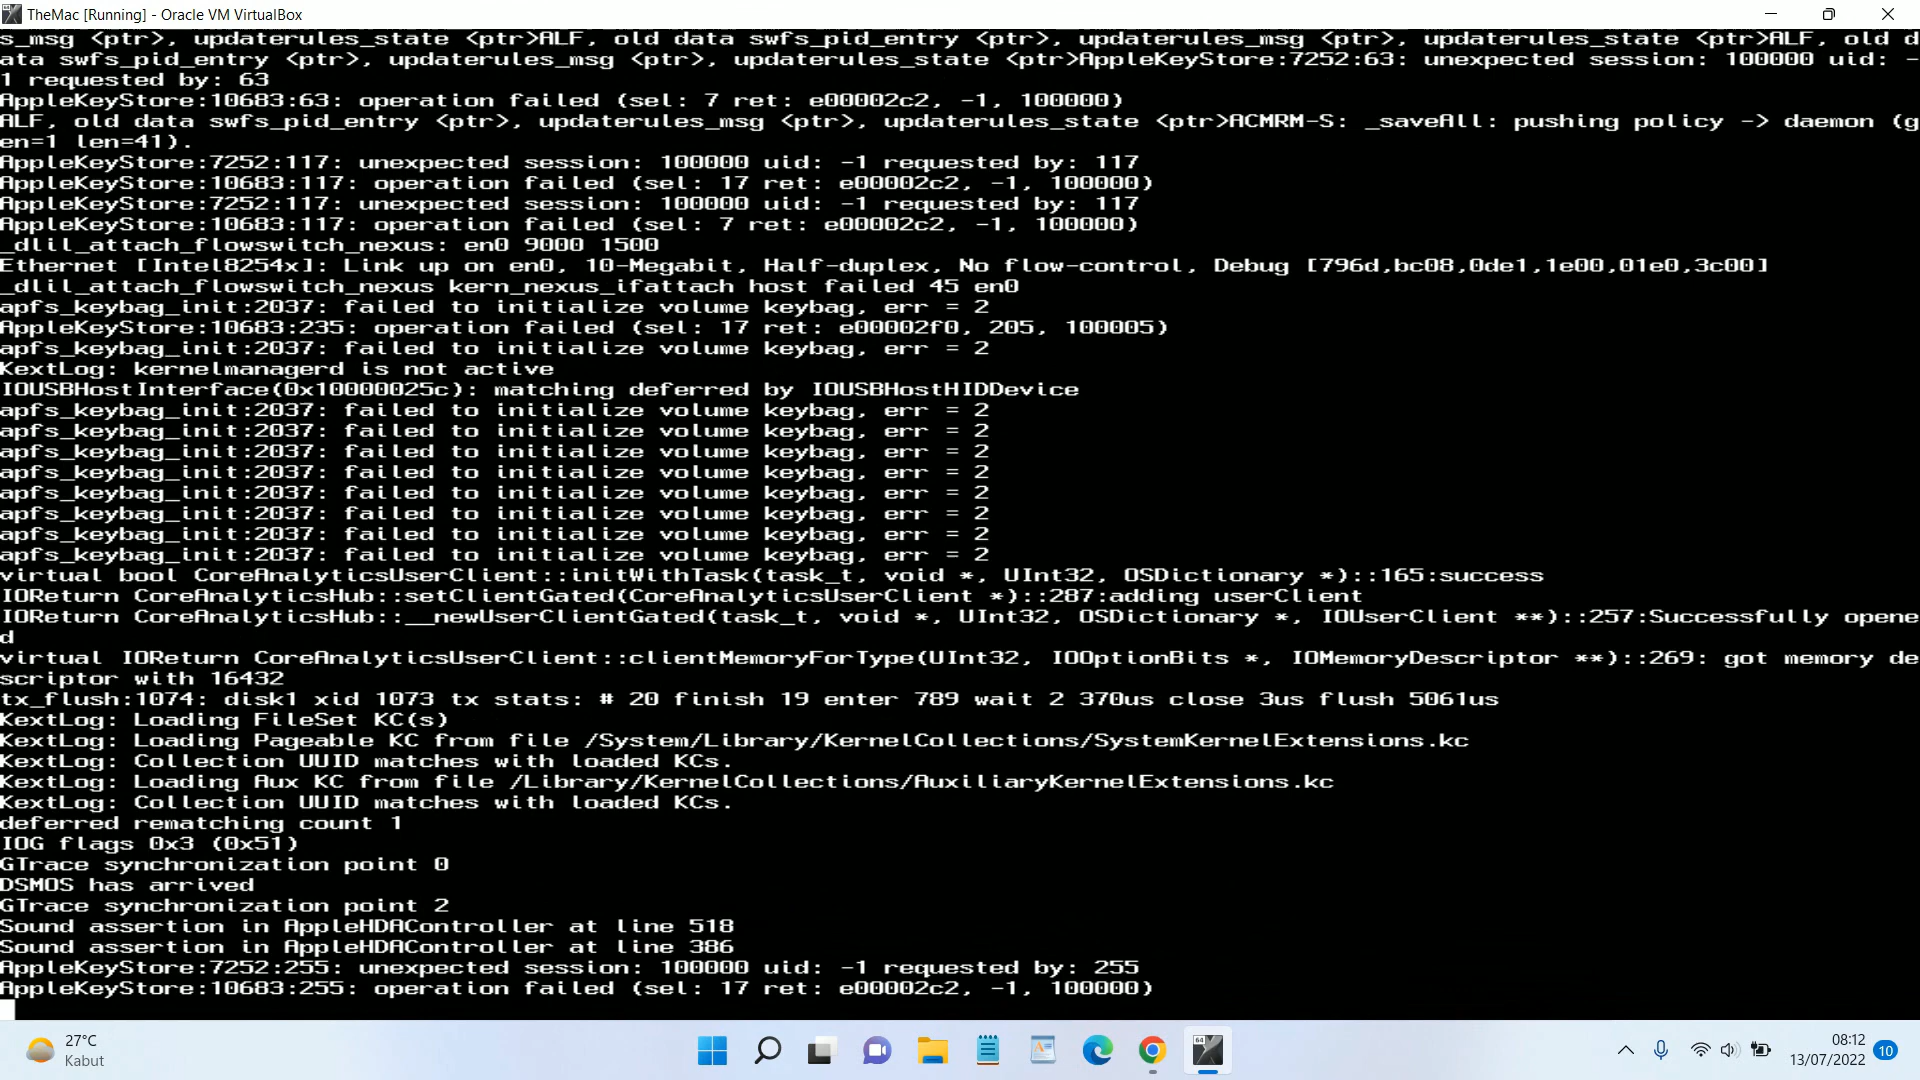 TheMac [Running] - Oracle VM VirtualBox
s_msg <ptr>, updaterules_state <ptr>ALF, old data swfs_pid_entry <ptr>, updaterules_msg <ptr>, updaterules_state <ptr>ALF, old d
ata swfs_pid_entry <ptr>, updaterules_msg <ptr>, updaterules_state <ptr>AppleKeyStore:7252:63: unexpected session: 100000 uid: -
1 requested by: 63
AppleKeyStore:10683:63: operation failed (sel: 7 ret: e00002c2, -1, 100000)
ALF, old data swfs_pid_entry <ptr>, updaterules_msg <ptr>, updaterules_state <ptr>ACMRM-S: _saveAll: pushing policy -> daemon (g
en=1 len=41).
AppleKeyStore:7252:117: unexpected session: 100000 uid: -1 requested by: 117
AppleKeyStore:10683:117: operation failed (sel: 17 ret: e00002c2, -1, 100000)
AppleKeyStore:7252:117: unexpected session: 100000 uid: -1 requested by: 117
AppleKeyStore:10683:117: operation failed (sel: 7 ret: e00002c2, -1, 100000)
_dlil_attach_flowswitch_nexus: en0 9000 1500
Ethernet [Intel8254x]: Link up on en0, 10-Megabit, Half-duplex, No flow-control, Debug [796d,bc08,0de1,1e00,01e0,3c00]
_dlil_attach_flowswitch_nexus kern_nexus_ifattach host failed 45 en0
apfs_keybag_init:2037: failed to initialize volume keybag, err = 2
AppleKeyStore:10683:235: operation failed (sel: 17 ret: e00002f0, 205, 100005)
apfs_keybag_init:2037: failed to initialize volume keybag, err = 2
KextLog: kernelmanagerd is not active
IOUSBHostInterface(0x10000025c): matching deferred by IOUSBHostHIDDevice
apfs_keybag_init:2037: failed to initialize volume keybag, err = 2
apfs_keybag_init:2037: failed to initialize volume keybag, err = 2
apfs_keybag_init:2037: failed to initialize volume keybag, err = 2
apfs_keybag_init:2037: failed to initialize volume keybag, err = 2
apfs_keybag_init:2037: failed to initialize volume keybag, err = 2
apfs_keybag_init:2037: failed to initialize volume keybag, err = 2
apfs_keybag_init:2037: failed to initialize volume keybag, err = 2
apfs_keybag_init:2037: failed to initialize volume keybag, err = 2
virtual bool CoreAnalyticsUserClient::initWithTask(task_t, void *, UInt32, OSDictionary *)::165:success
IOReturn CoreAnalyticsHub::setClientGated(CoreAnalyticsUserClient *)::287:adding userClient
IOReturn CoreAnalyticsHub::__newUserClientGated(task_t, void *, UInt32, OSDictionary *, IOUserClient **)::257:Successfully opene
d
virtual IOReturn CoreAnalyticsUserClient::clientMemoryForType(UInt32, IOOptionBits *, IOMemoryDescriptor **)::269: got memory de
scriptor with 16432
tx_flush:1074: disk1 xid 1073 tx stats: # 20 finish 19 enter 789 wait 2 370us close 3us flush 5061us
KextLog: Loading FileSet KC(s)
KextLog: Loading Pageable KC from file /System/Library/KernelCollections/SystemKernelExtensions.kc
KextLog: Collection UUID matches with loaded KCs.
KextLog: Loading Aux KC from file /Library/KernelCollections/AuxiliaryKernelExtensions.kc
KextLog: Collection UUID matches with loaded KCs.
deferred rematching count 1
IOG flags 0x3 (0x51)
GTrace synchronization point 0
DSMOS has arrived
GTrace synchronization point 2
Sound assertion in AppleHDAController at line 518
Sound assertion in AppleHDAController at line 386
AppleKeyStore:7252:255: unexpected session: 100000 uid: -1 requested by: 255
AppleKeyStore:10683:255: operation failed (sel: 17 ret: e00002c2, -1, 100000)
27°C
Kabut
64
08:12
13/07/2022
10